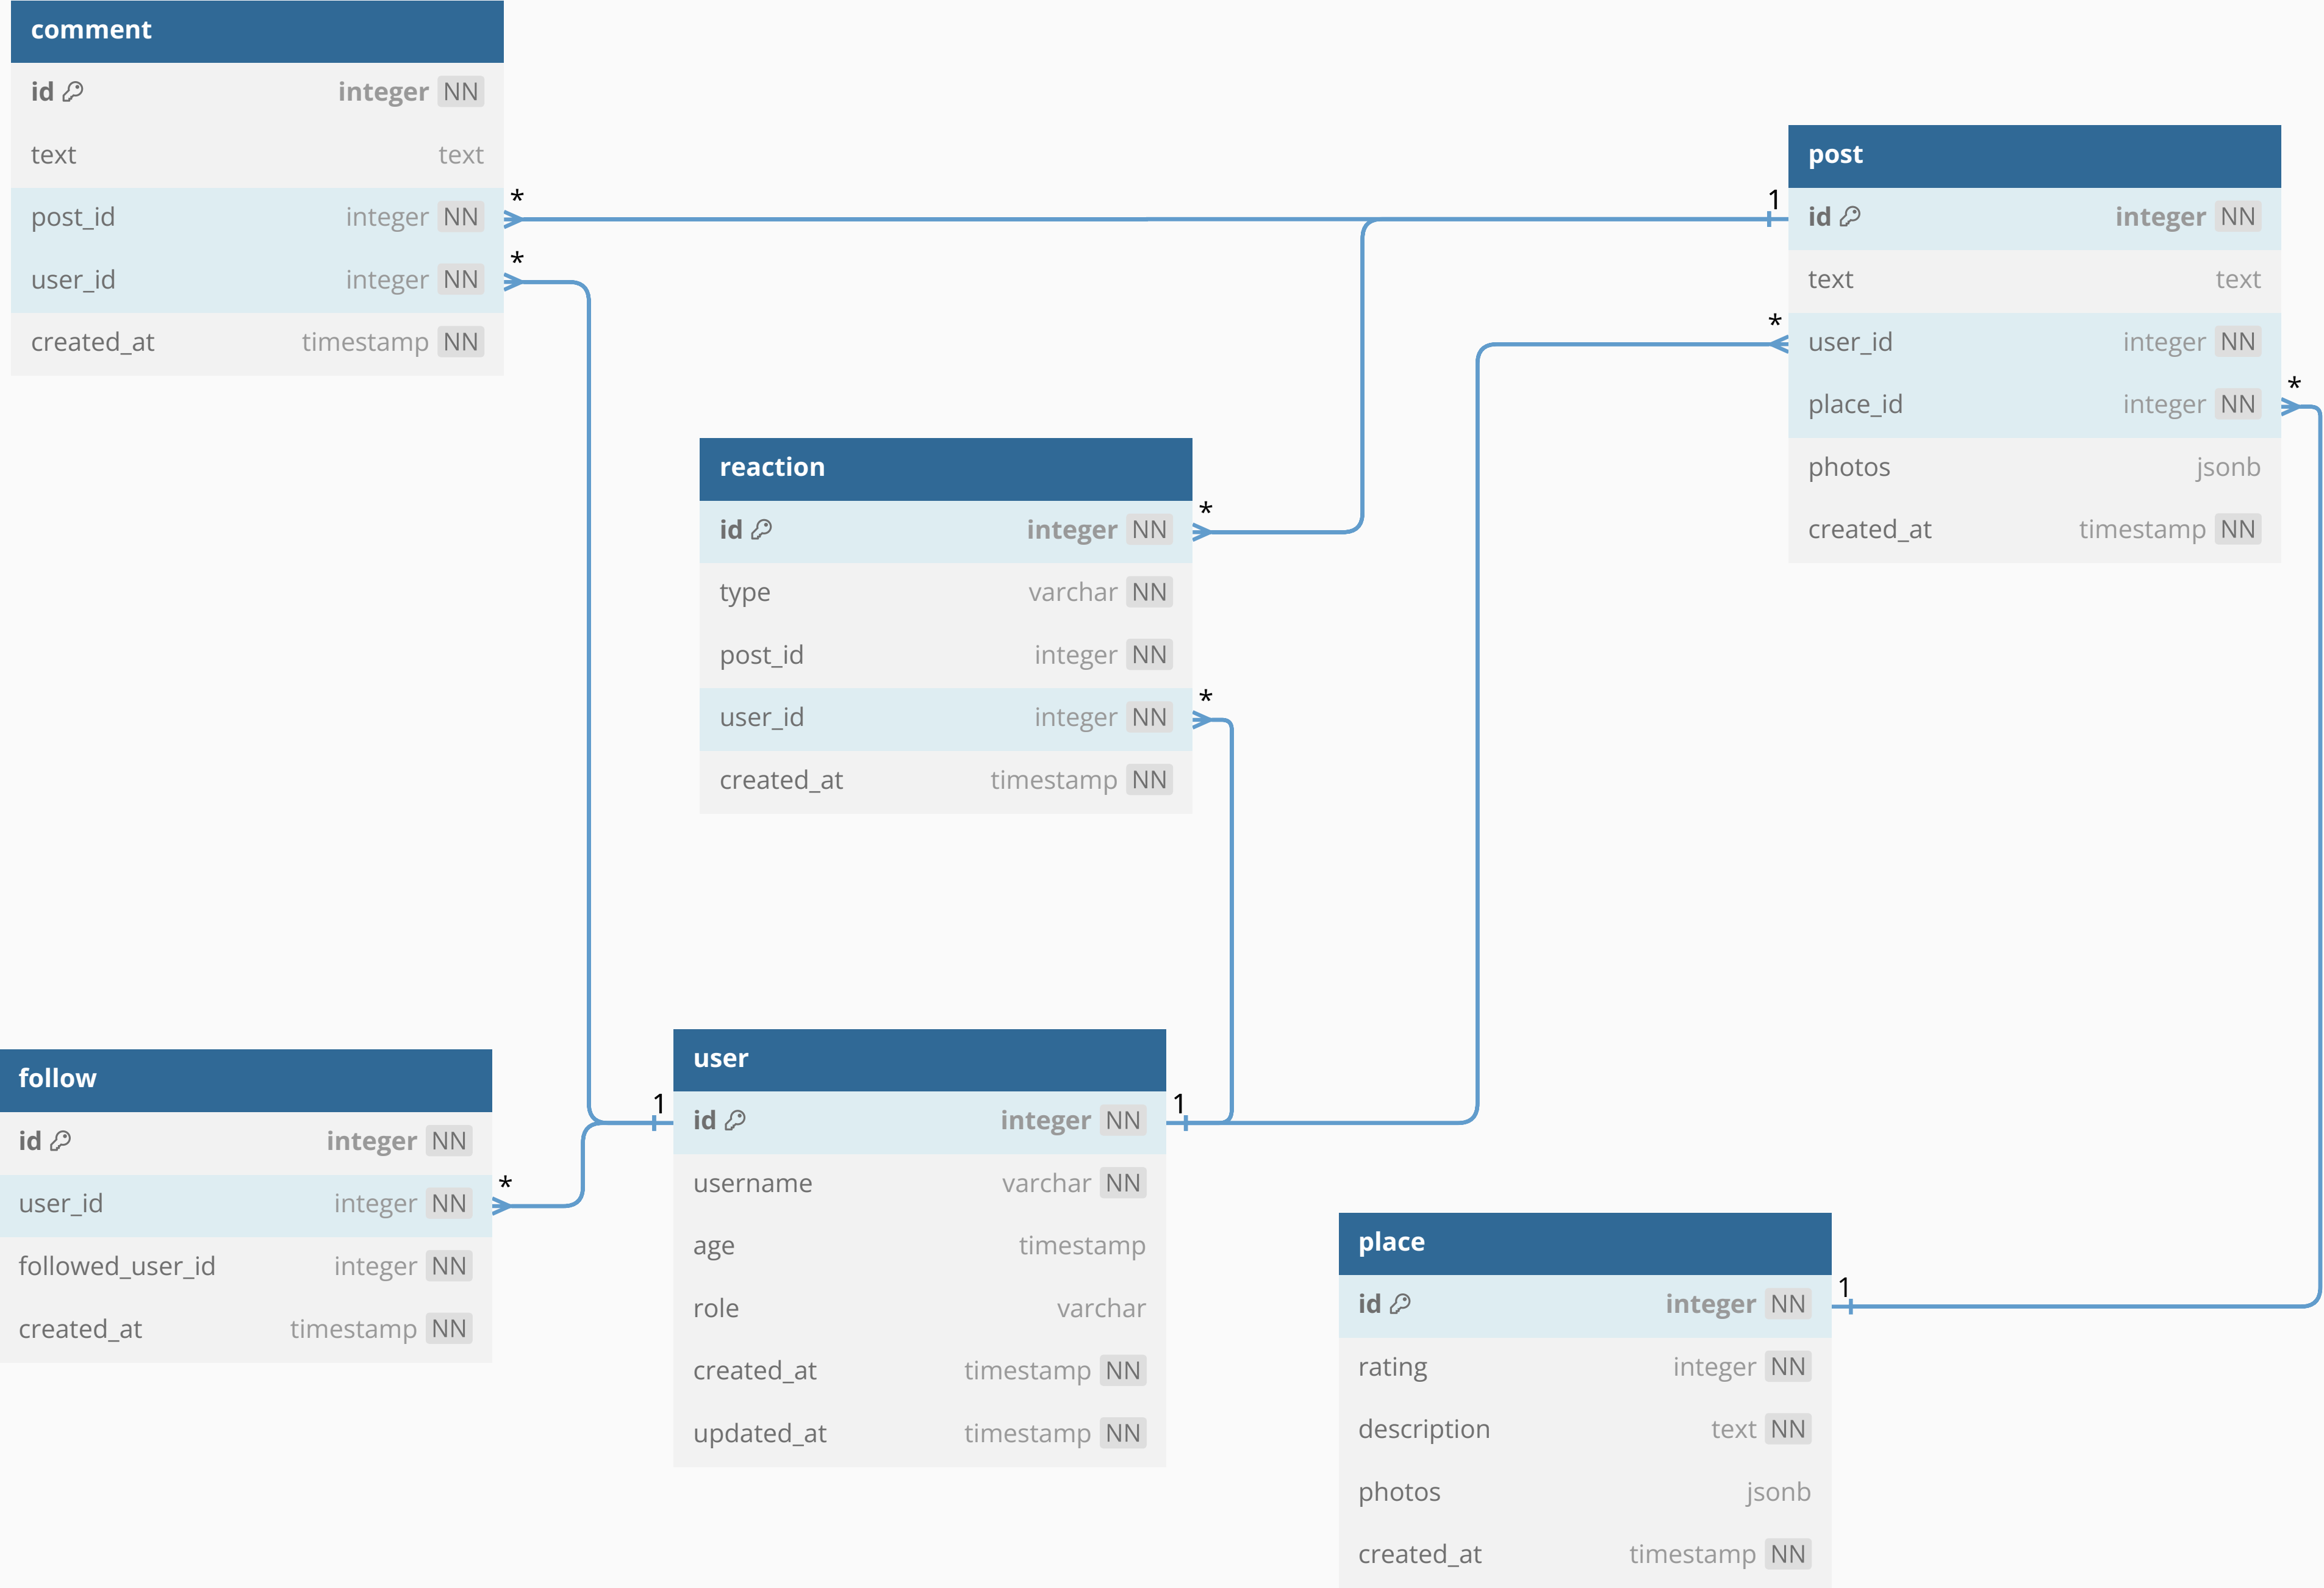 comment
id integer NN
text text
post_id integer NN *
user_id integer NN *
created_at timestamp NN
post
1 id integer NN
text text
* user_id integer NN
place_id integer NN *
photos jsonb
created_at timestamp NN
reaction
id integer NN *
type varchar NN
post_id integer NN
user_id integer NN *
created_at timestamp NN
follow
id integer NN
user_id integer NN *
followed_user_id integer NN
created_at timestamp NN
user
1 id integer NN 1
username varchar NN
age timestamp
role varchar
created_at timestamp NN
updated_at timestamp NN
place
id integer NN 1
rating integer NN
description text NN
photos jsonb
created_at timestamp NN